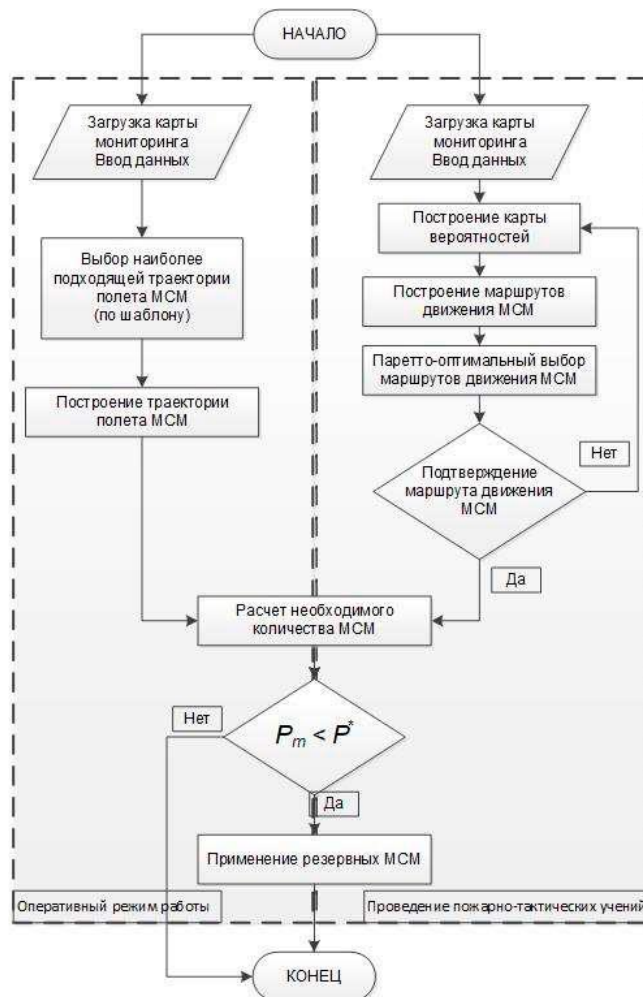 НАЧАЛО
Загрузка карты
мониторинга
Ввод данных
Выбор наиболее
подходящей траектории
полета МСМ
(по шаблону)
Построение траектории
полета МСМ
Загрузка карты
мониторинга
Ввод данных
Построение карты
вероятностей
Построение маршрутов
движения МСМ
Паретто-оптимальный выбор
маршрутов движения МСМ
Подтверждение
маршрута движения
МСМ
Нет
Да
Расчет необходимого
количества МСМ
Pm < P*
Нет
Да
Применение резервных МСМ
Оперативный режим работы
Проведение пожарно-тактических учений
КОНЕЦ